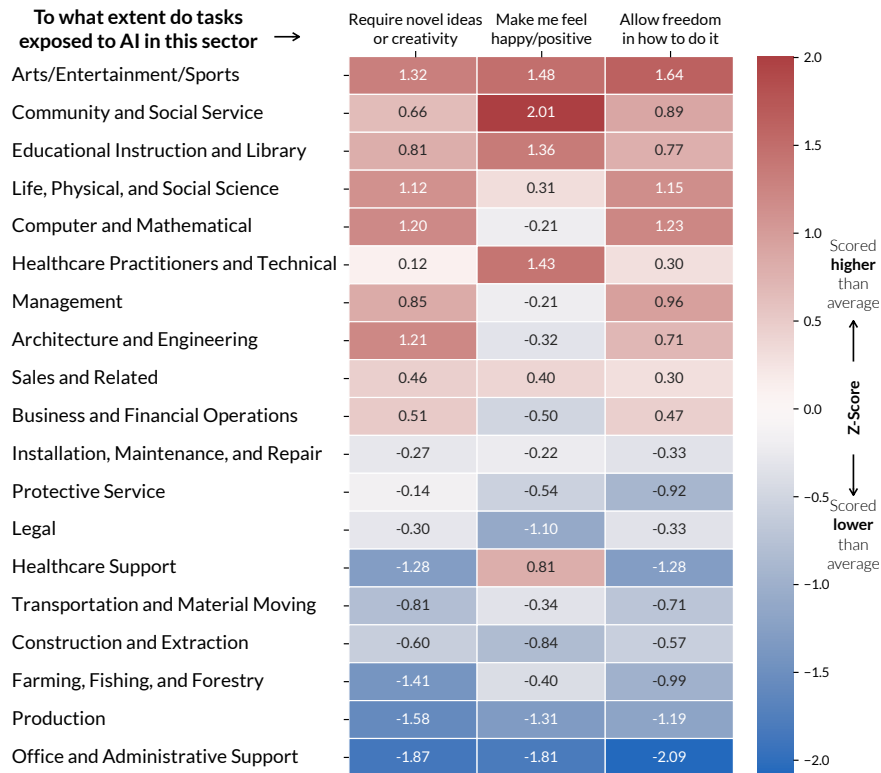 To what extent do tasks
exposed to AI in this sector →
Require novel ideas
or creativity
Make me feel
happy/positive
Allow freedom
in how to do it
Arts/Entertainment/Sports 1.32 1.48 1.64
Community and Social Service 0.66 2.01 0.89
Educational Instruction and Library 0.81 1.36 0.77
Life, Physical, and Social Science 1.12 0.31 1.15
Computer and Mathematical 1.20 -0.21 1.23
Healthcare Practitioners and Technical 0.12 1.43 0.30
Management 0.85 -0.21 0.96
Architecture and Engineering 1.21 -0.32 0.71
Sales and Related 0.46 0.40 0.30
Business and Financial Operations 0.51 -0.50 0.47
Installation, Maintenance, and Repair -0.27 -0.22 -0.33
Protective Service -0.14 -0.54 -0.92
Legal -0.30 -1.10 -0.33
Healthcare Support -1.28 0.81 -1.28
Transportation and Material Moving -0.81 -0.34 -0.71
Construction and Extraction -0.60 -0.84 -0.57
Farming, Fishing, and Forestry -1.41 -0.40 -0.99
Production -1.58 -1.31 -1.19
Office and Administrative Support -1.87 -1.81 -2.09
2.0
1.5
1.0
0.5
0.0
−0.5
−1.0
−1.5
−2.0
Scored
higher
than
average
Z-Score
Scored
lower
than
average